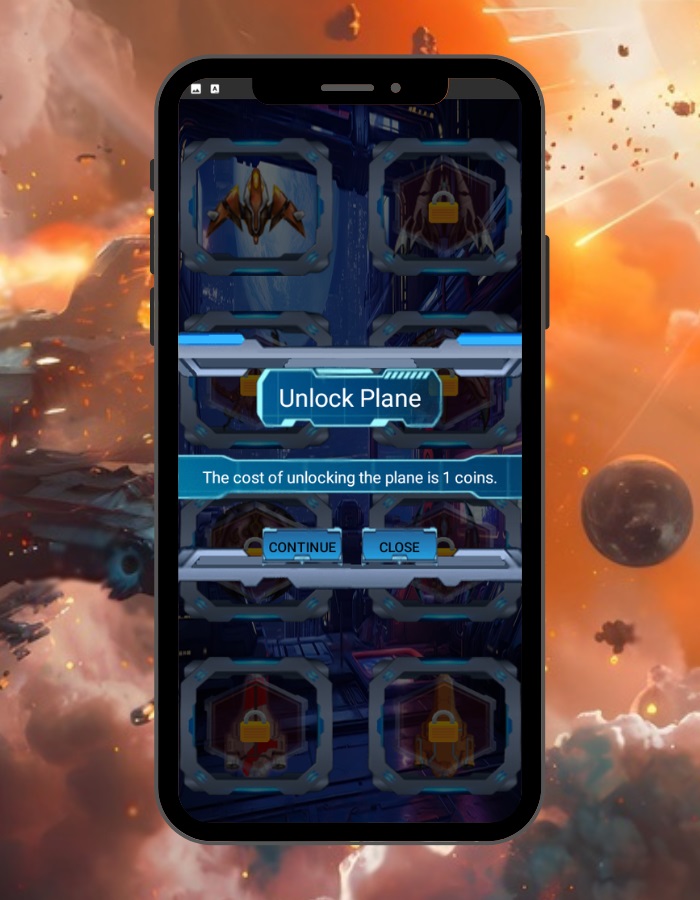 Unlock Plane
The cost of unlocking the plane is 1 coins.
CONTINUE CLOSE